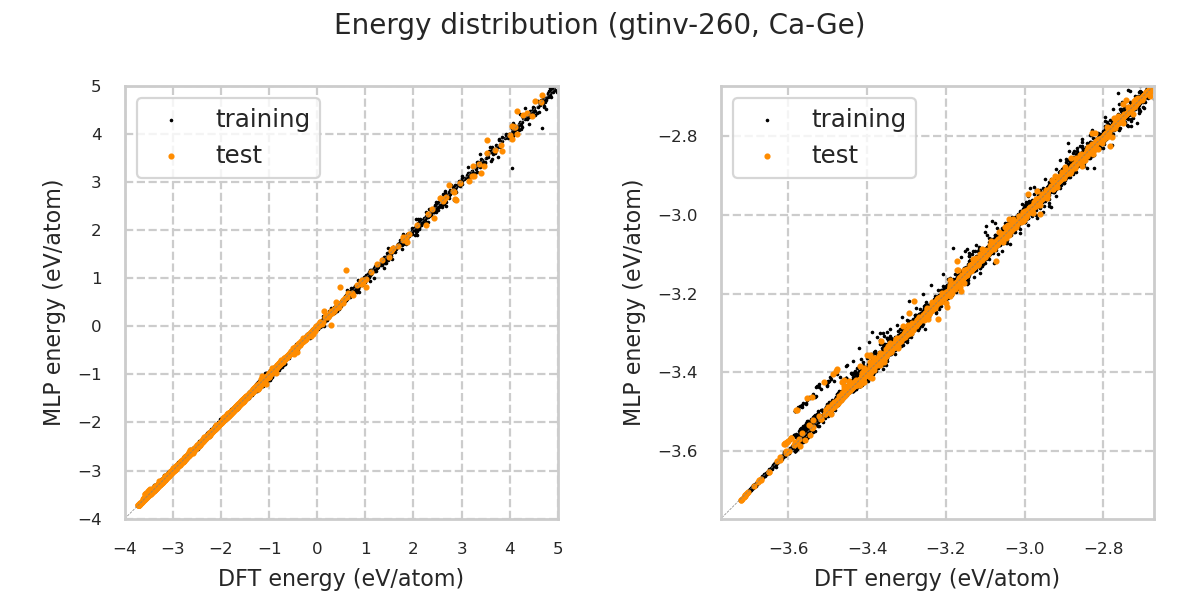 Energy distribution (gtinv-260, Ca-Ge)
training
test
MLP energy (eV/atom)
5
4
3
2
1
0
−1
−2
−3
−4
−4 −3 −2 −1 0 1 2 3 4 5
DFT energy (eV/atom)
training
test
MLP energy (eV/atom)
−2.8
−3.0
−3.2
−3.4
−3.6
−3.6 −3.4 −3.2 −3.0 −2.8
DFT energy (eV/atom)